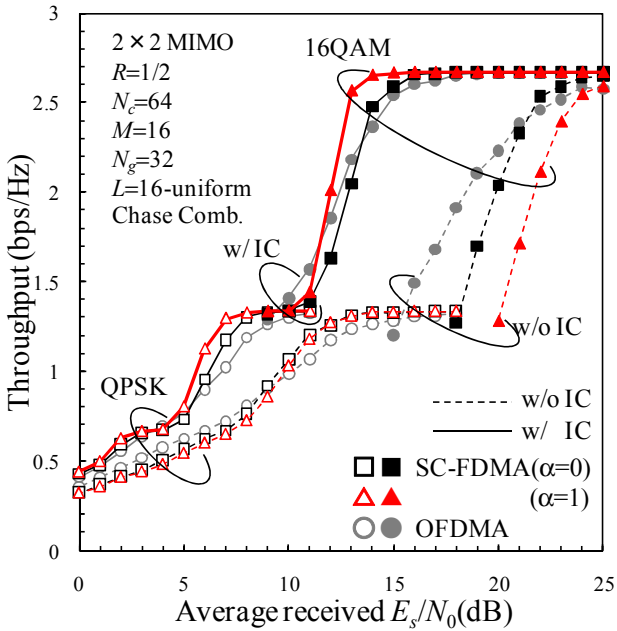 3
2.5
2
1.5
1
0.5
0
Throughput (bps/Hz)
2 × 2 MIMO
R=1/2
Nc=64
M=16
Ng=32
L=16-uniform
Chase Comb.
16QAM
w/ IC
w/o IC
QPSK
w/o IC
w/ IC
SC-FDMA(α=0)
(α=1)
OFDMA
0 5 10 15 20 25
Average received Es/N0(dB)